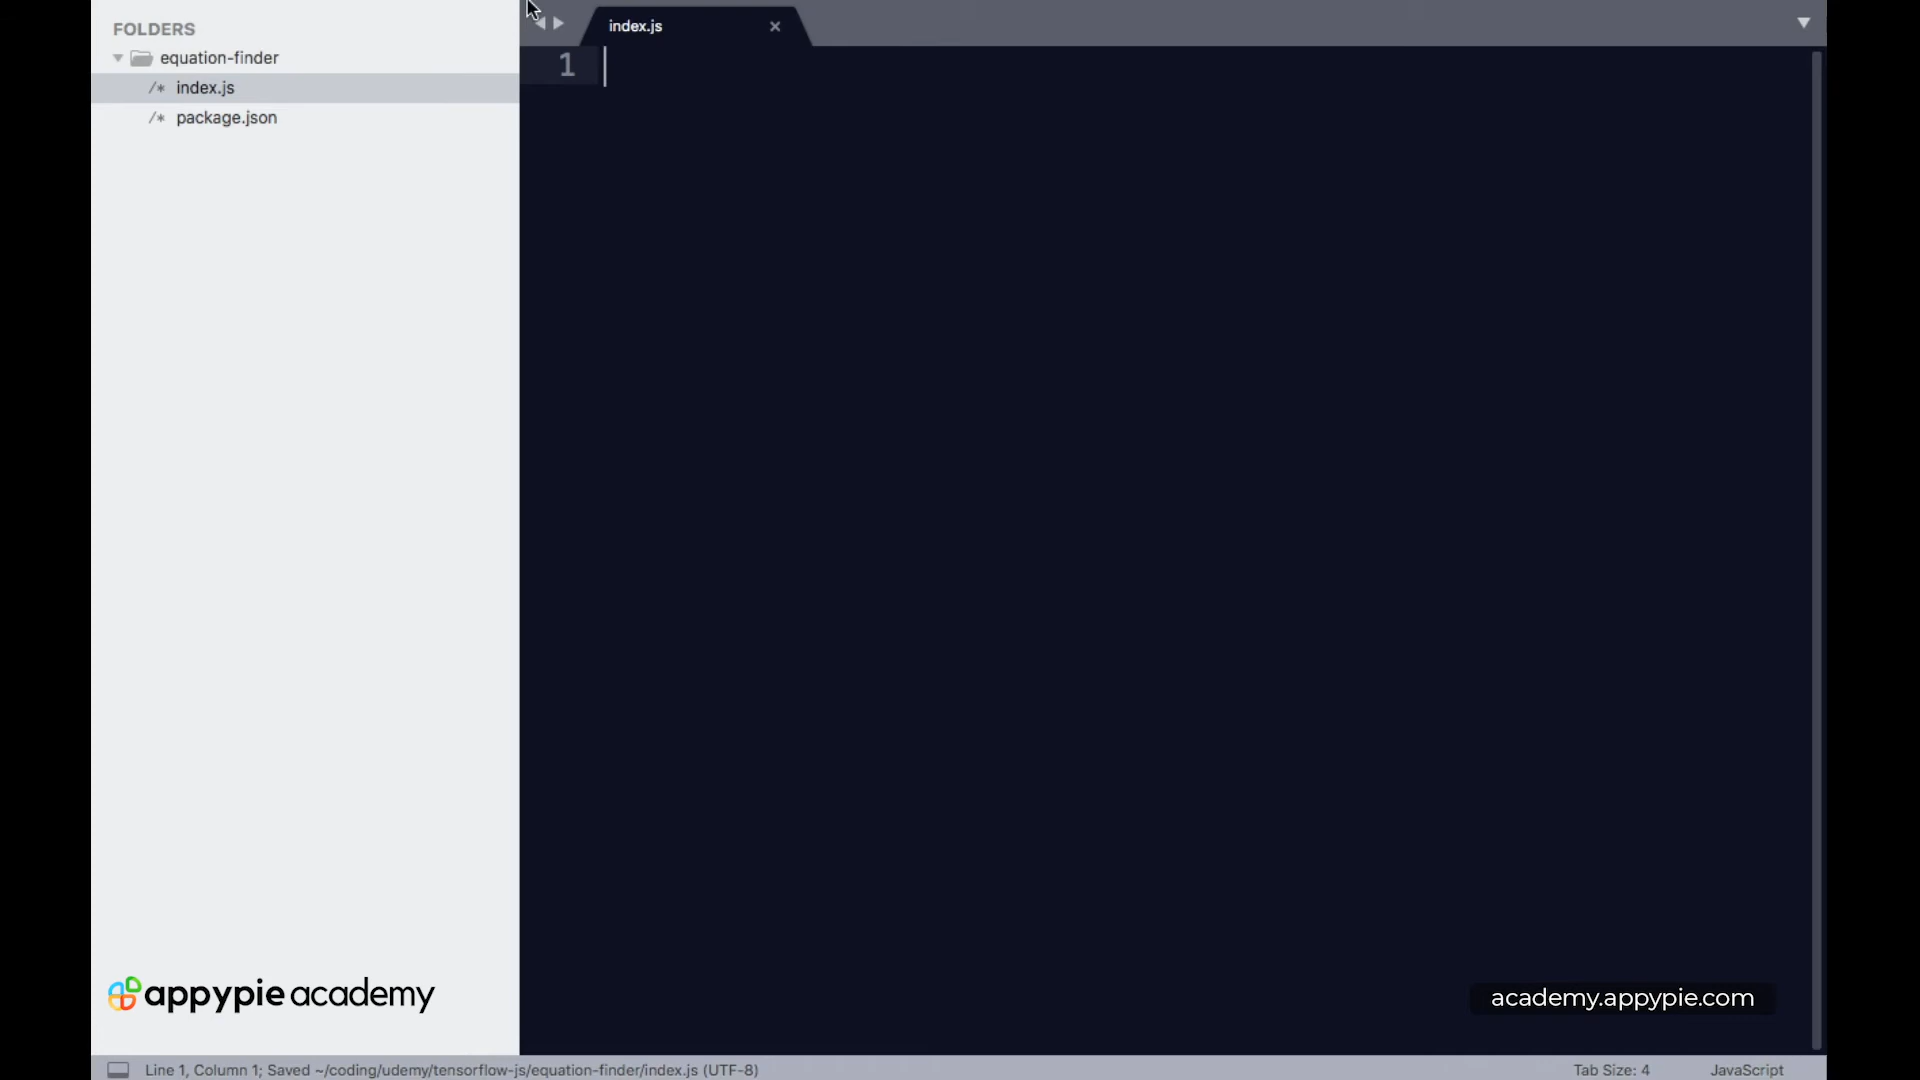 FOLDERS
equation-finder
/* index.js
/* package.json
index.js
1
appypie academy
academy.appypie.com
Line 1, Column 1; Saved ~/coding/udemy/tensorflow-js/equation-finder/index.js (UTF-8)
Tab Size: 4
JavaScript